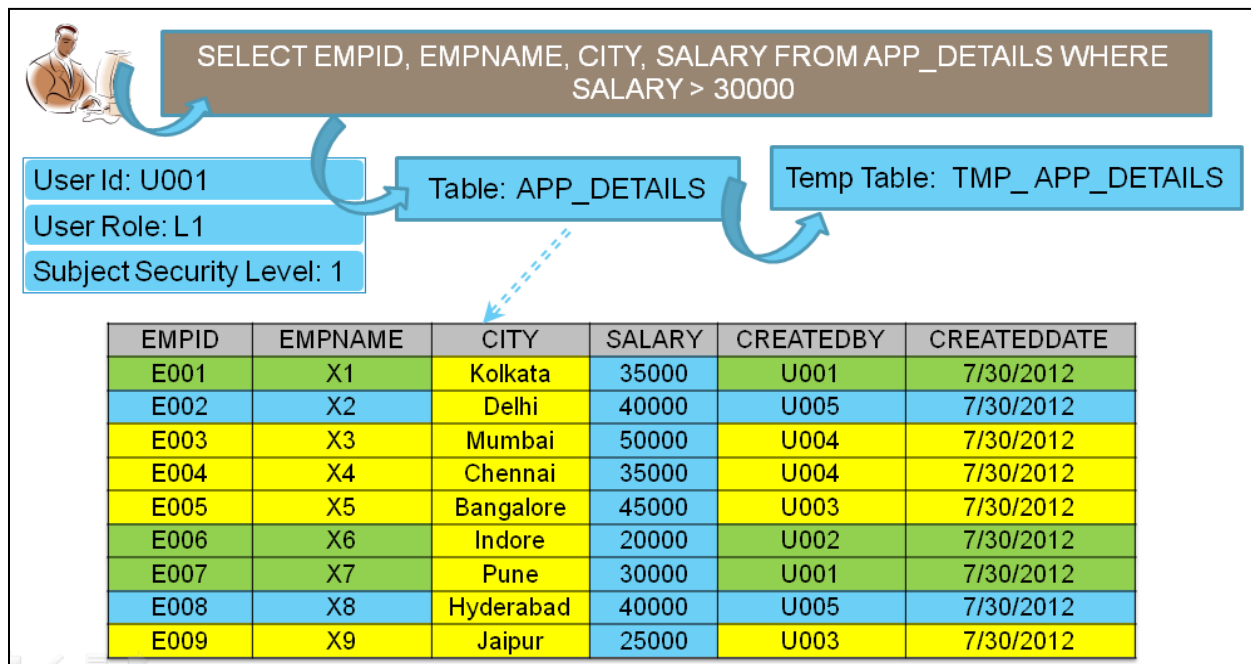 SELECT EMPID, EMPNAME, CITY, SALARY FROM APP_DETAILS WHERE
SALARY > 30000
User Id: U001
User Role: L1
Subject Security Level: 1
Table: APP_DETAILS
Temp Table: TMP_ APP_DETAILS
EMPID EMPNAME CITY SALARY CREATEDBY CREATEDDATE
E001 X1 Kolkata 35000 U001 7/30/2012
E002 X2 Delhi 40000 U005 7/30/2012
E003 X3 Mumbai 50000 U004 7/30/2012
E004 X4 Chennai 35000 U004 7/30/2012
E005 X5 Bangalore 45000 U003 7/30/2012
E006 X6 Indore 20000 U002 7/30/2012
E007 X7 Pune 30000 U001 7/30/2012
E008 X8 Hyderabad 40000 U005 7/30/2012
E009 X9 Jaipur 25000 U003 7/30/2012